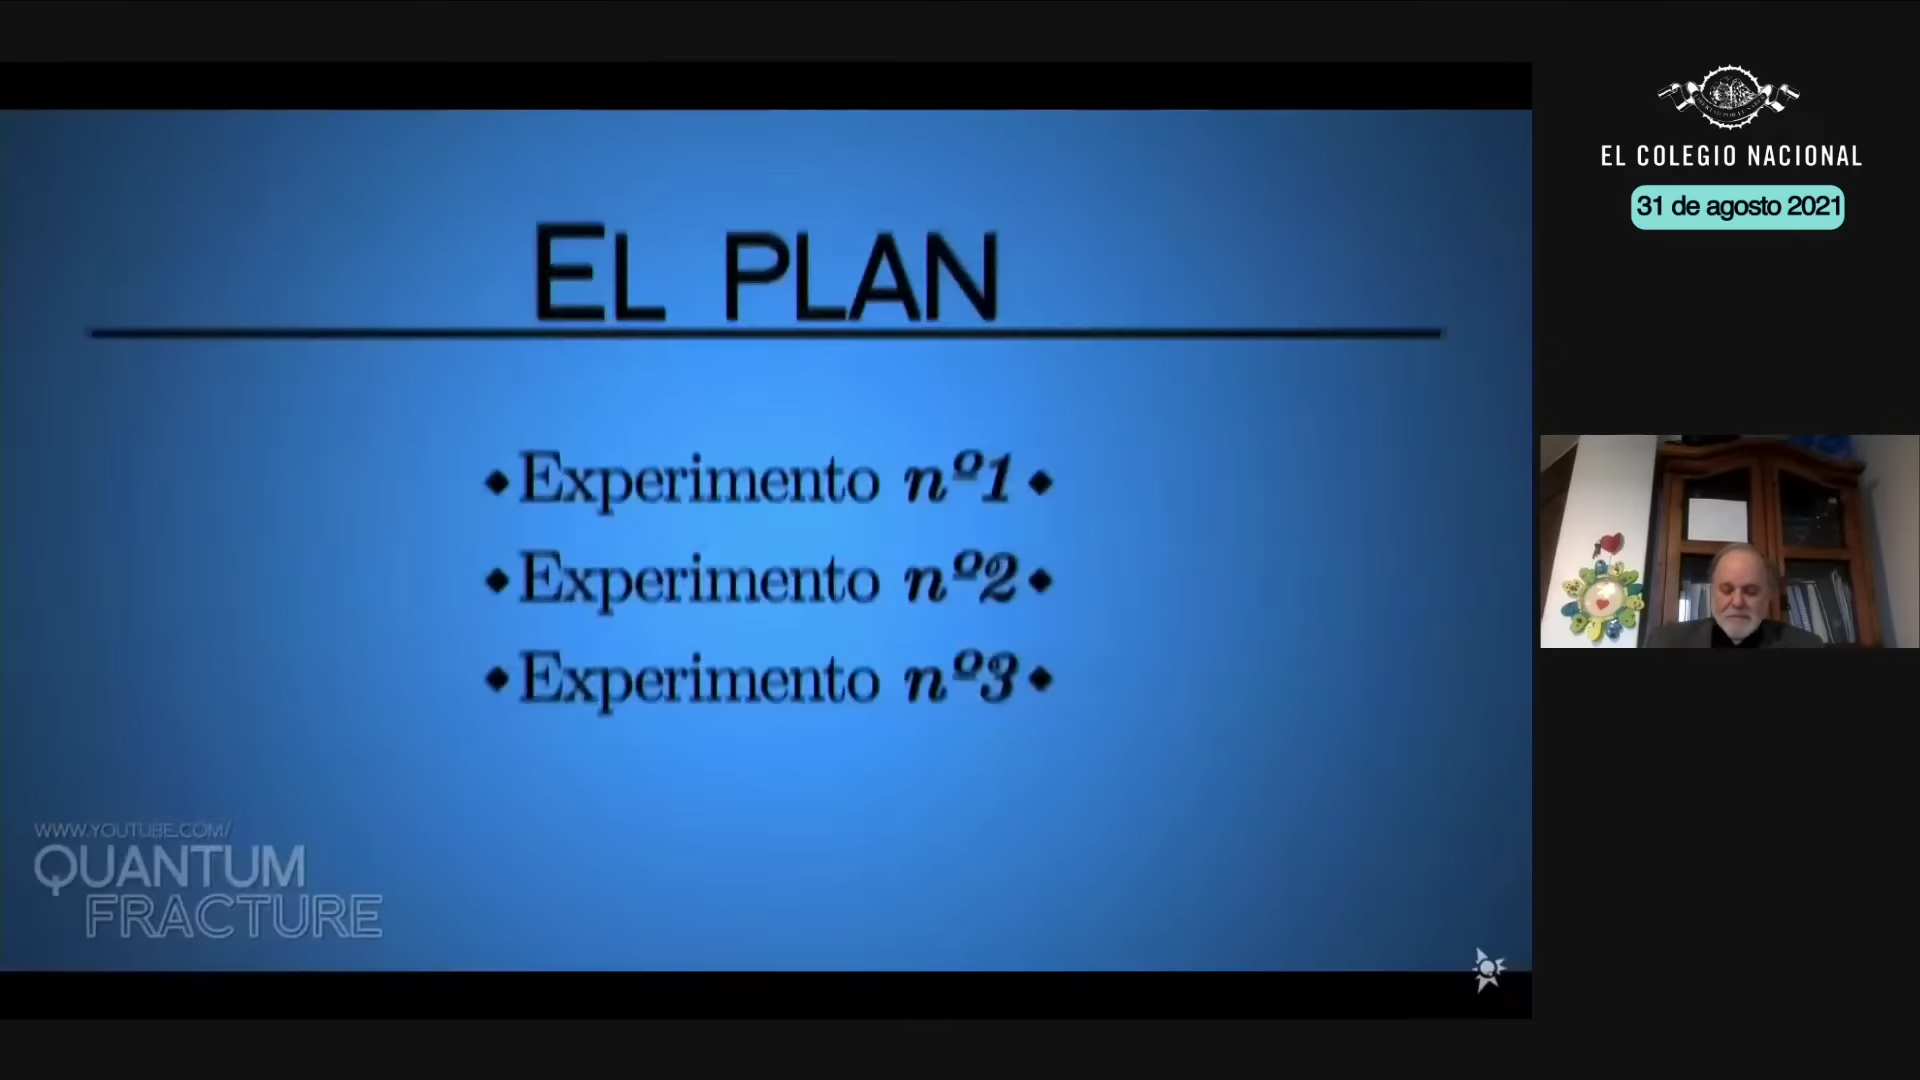 EL PLAN
Experimento nº1
Experimento nº2
Experimento nº3
WWW.YOUTUBE.COM/
QUANTUM
FRACTURE
EL COLEGIO NACIONAL
31 de agosto 2021